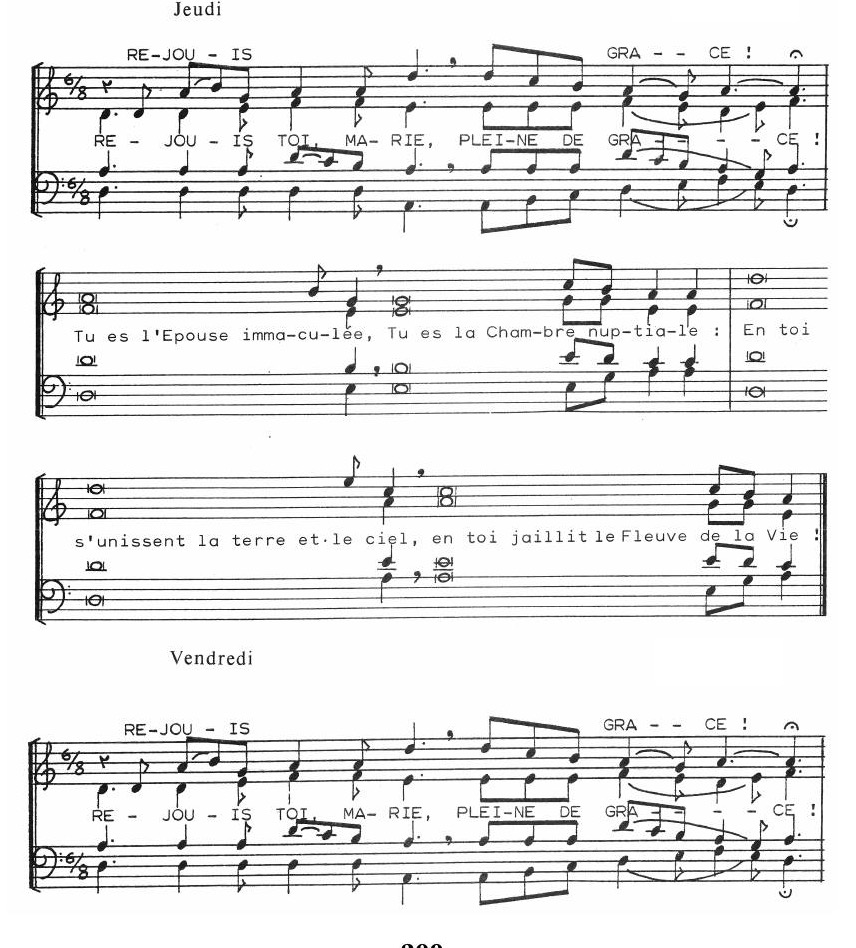 Jeudi
RE-JOU - IS GRA - - CE !
RE - JOU - IS TOI, MA-RIE, PLEI-NE DE GRA - - - CE !
Tu es l'Epouse imma-cu-lée, Tu es la Cham-bre nup-tia-le : En toi
s'unissent la terre et·le ciel, en toi jaillit le Fleuve de la Vie !
Vendredi
RE-JOU - IS GRA - - CE !
RE - JOU - IS TOI, MA-RIE, PLEI-NE DE GRA - - - CE !